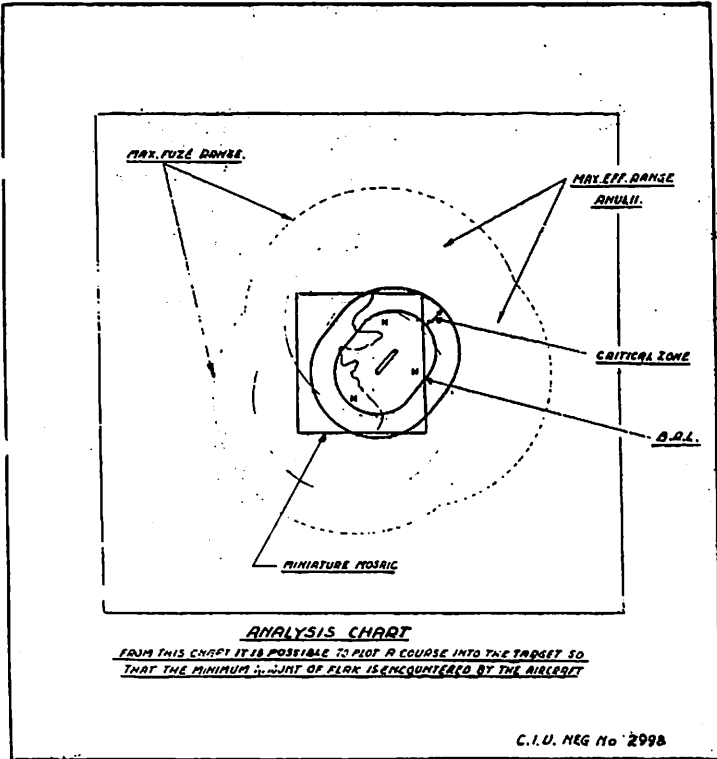 MAX. FUZE RANGE.
MAX. EFF. RANGE
ANULII.
CRITICAL ZONE
B.R.L.
H
H
H
MINIATURE MOSAIC
ANALYSIS CHART
FROM THIS CHART IT IS POSSIBLE TO PLOT A COURSE INTO THE TARGET SO
THAT THE MINIMUM AMOUNT OF FLAK IS ENCOUNTERED BY THE AIRCRAFT
C.I.U. NEG No 2998